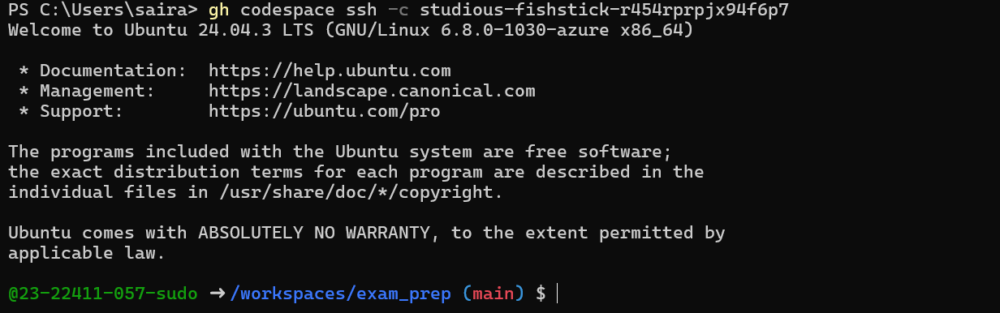 PS C:\Users\saira> gh codespace ssh -c studious-fishstick-r454rprpjx94f6p7
Welcome to Ubuntu 24.04.3 LTS (GNU/Linux 6.8.0-1030-azure x86_64)
* Documentation:  https://help.ubuntu.com
* Management:     https://landscape.canonical.com
* Support:        https://ubuntu.com/pro
The programs included with the Ubuntu system are free software;
the exact distribution terms for each program are described in the
individual files in /usr/share/doc/*/copyright.
Ubuntu comes with ABSOLUTELY NO WARRANTY, to the extent permitted by
applicable law.
@23-22411-057-sudo ➜ /workspaces/exam_prep (main) $